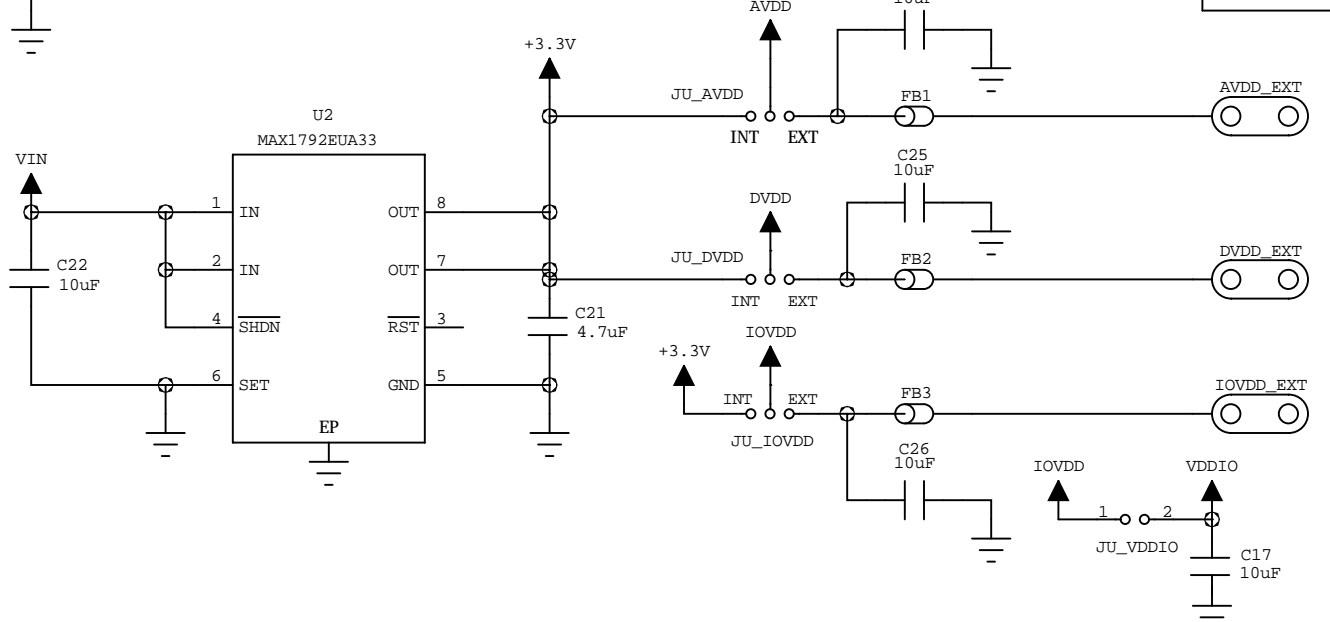 AVDD
10uF
+3.3V
JU_AVDD
FB1
AVDD_EXT
INT EXT
U2
MAX1792EUA33
VIN
C25
10uF
1 IN OUT 8
DVDD
JU_DVDD
FB2
DVDD_EXT
2 IN OUT 7
C22
10uF
INT EXT
4 SHDN RST 3
C21
4.7uF
IOVDD
+3.3V
6 SET GND 5
INT EXT
FB3
IOVDD_EXT
JU_IOVDD
EP
C26
10uF
IOVDD
VDDIO
1 2
JU_VDDIO
C17
10uF